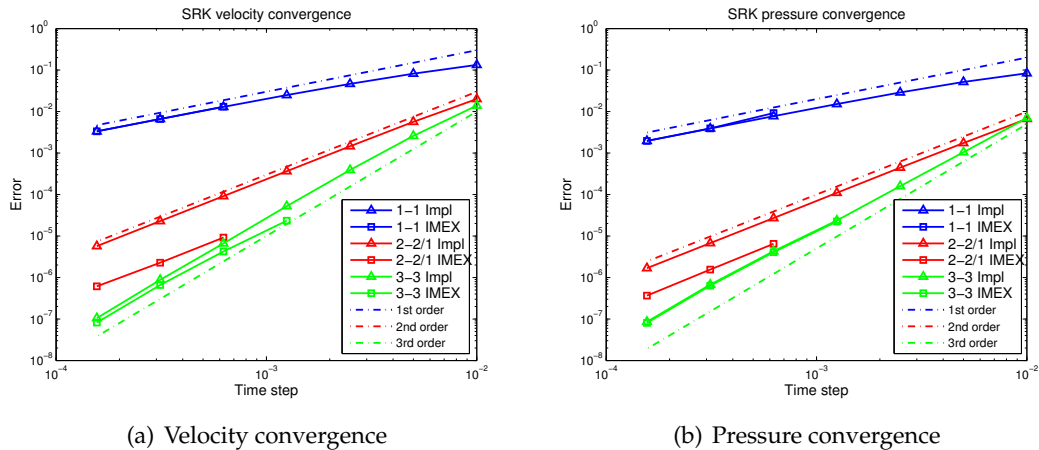 SRK velocity convergence
10^0
10^-1
10^-2
10^-3
10^-4
10^-5
10^-6
10^-7
10^-8
Error
1-1 Impl
1-1 IMEX
2-2/1 Impl
2-2/1 IMEX
3-3 Impl
3-3 IMEX
1st order
2nd order
3rd order
10^-4
10^-3
10^-2
Time step
(a) Velocity convergence
SRK pressure convergence
10^0
10^-1
10^-2
10^-3
10^-4
10^-5
10^-6
10^-7
10^-8
Error
1-1 Impl
1-1 IMEX
2-2/1 Impl
2-2/1 IMEX
3-3 Impl
3-3 IMEX
1st order
2nd order
3rd order
10^-4
10^-3
10^-2
Time step
(b) Pressure convergence